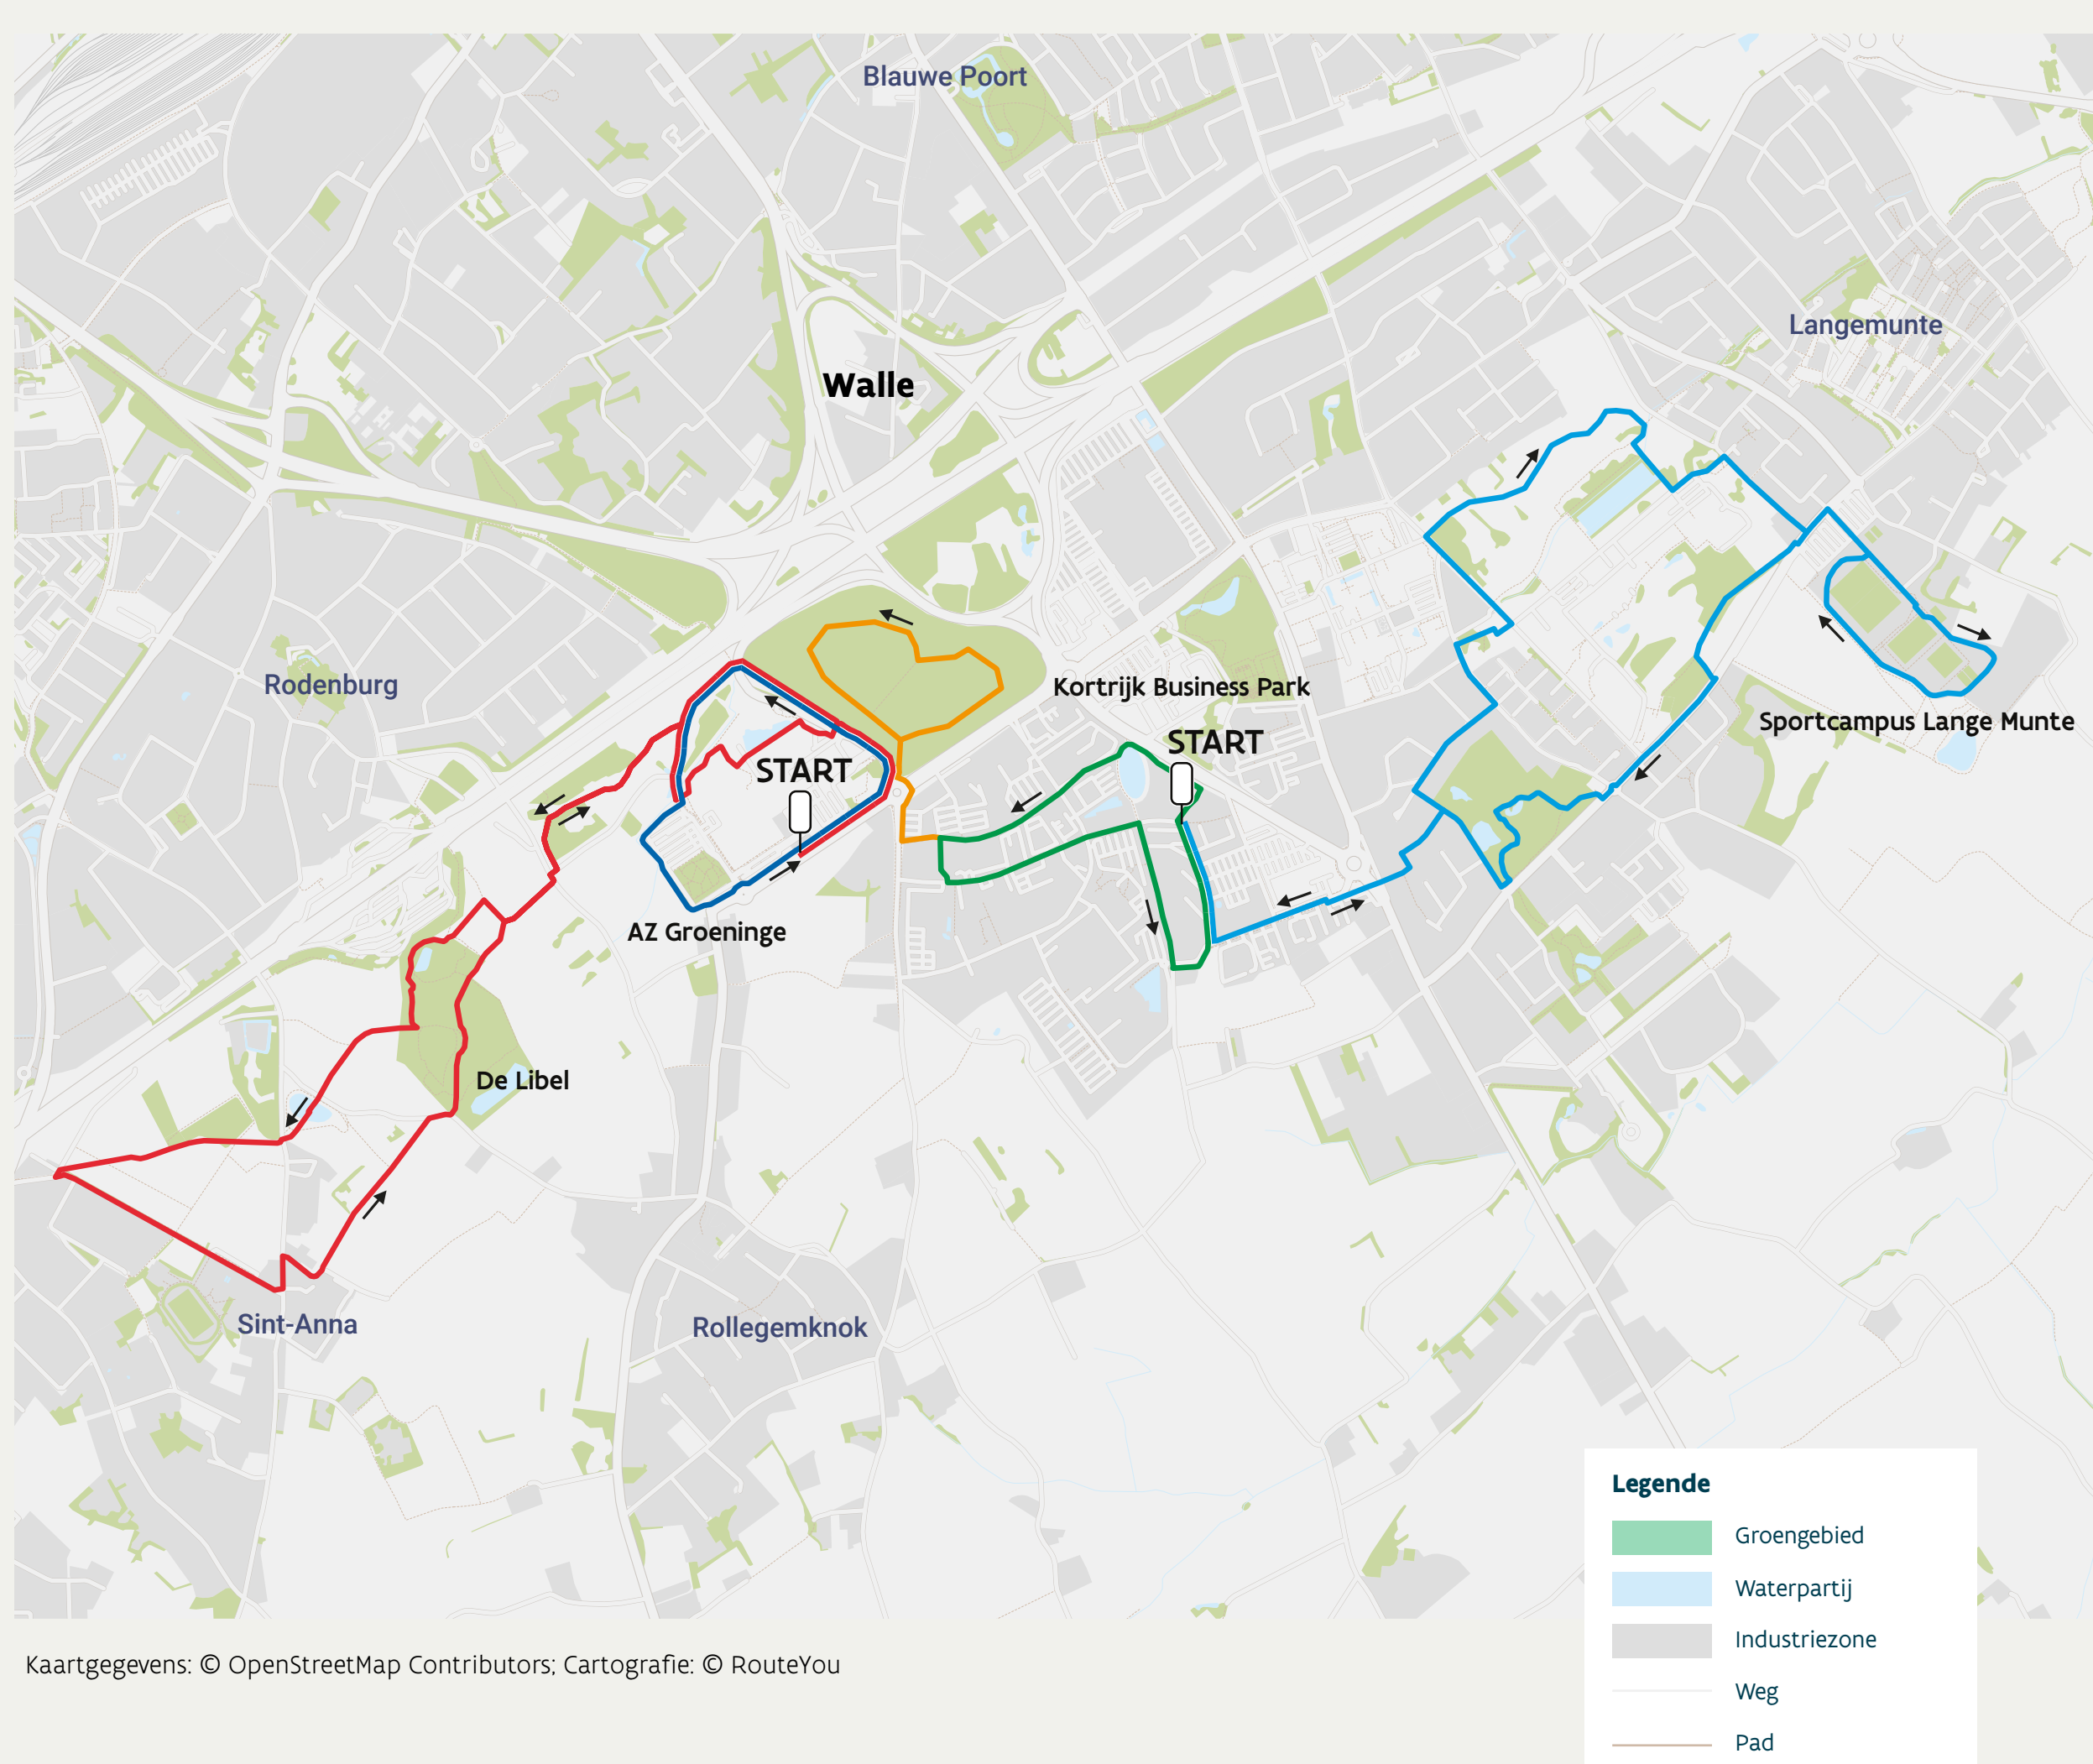 Blauwe Poort
Langemunte
Walle
Rodenburg
Kortrijk Business Park
Sportcampus Lange Munte
START
START
AZ Groeninge
De Libel
Sint-Anna
Rollegemknok
Legende
Groengebied
Waterpartij
Industriezone
Weg
Pad
Kaartgegevens: © OpenStreetMap Contributors; Cartografie: © RouteYou